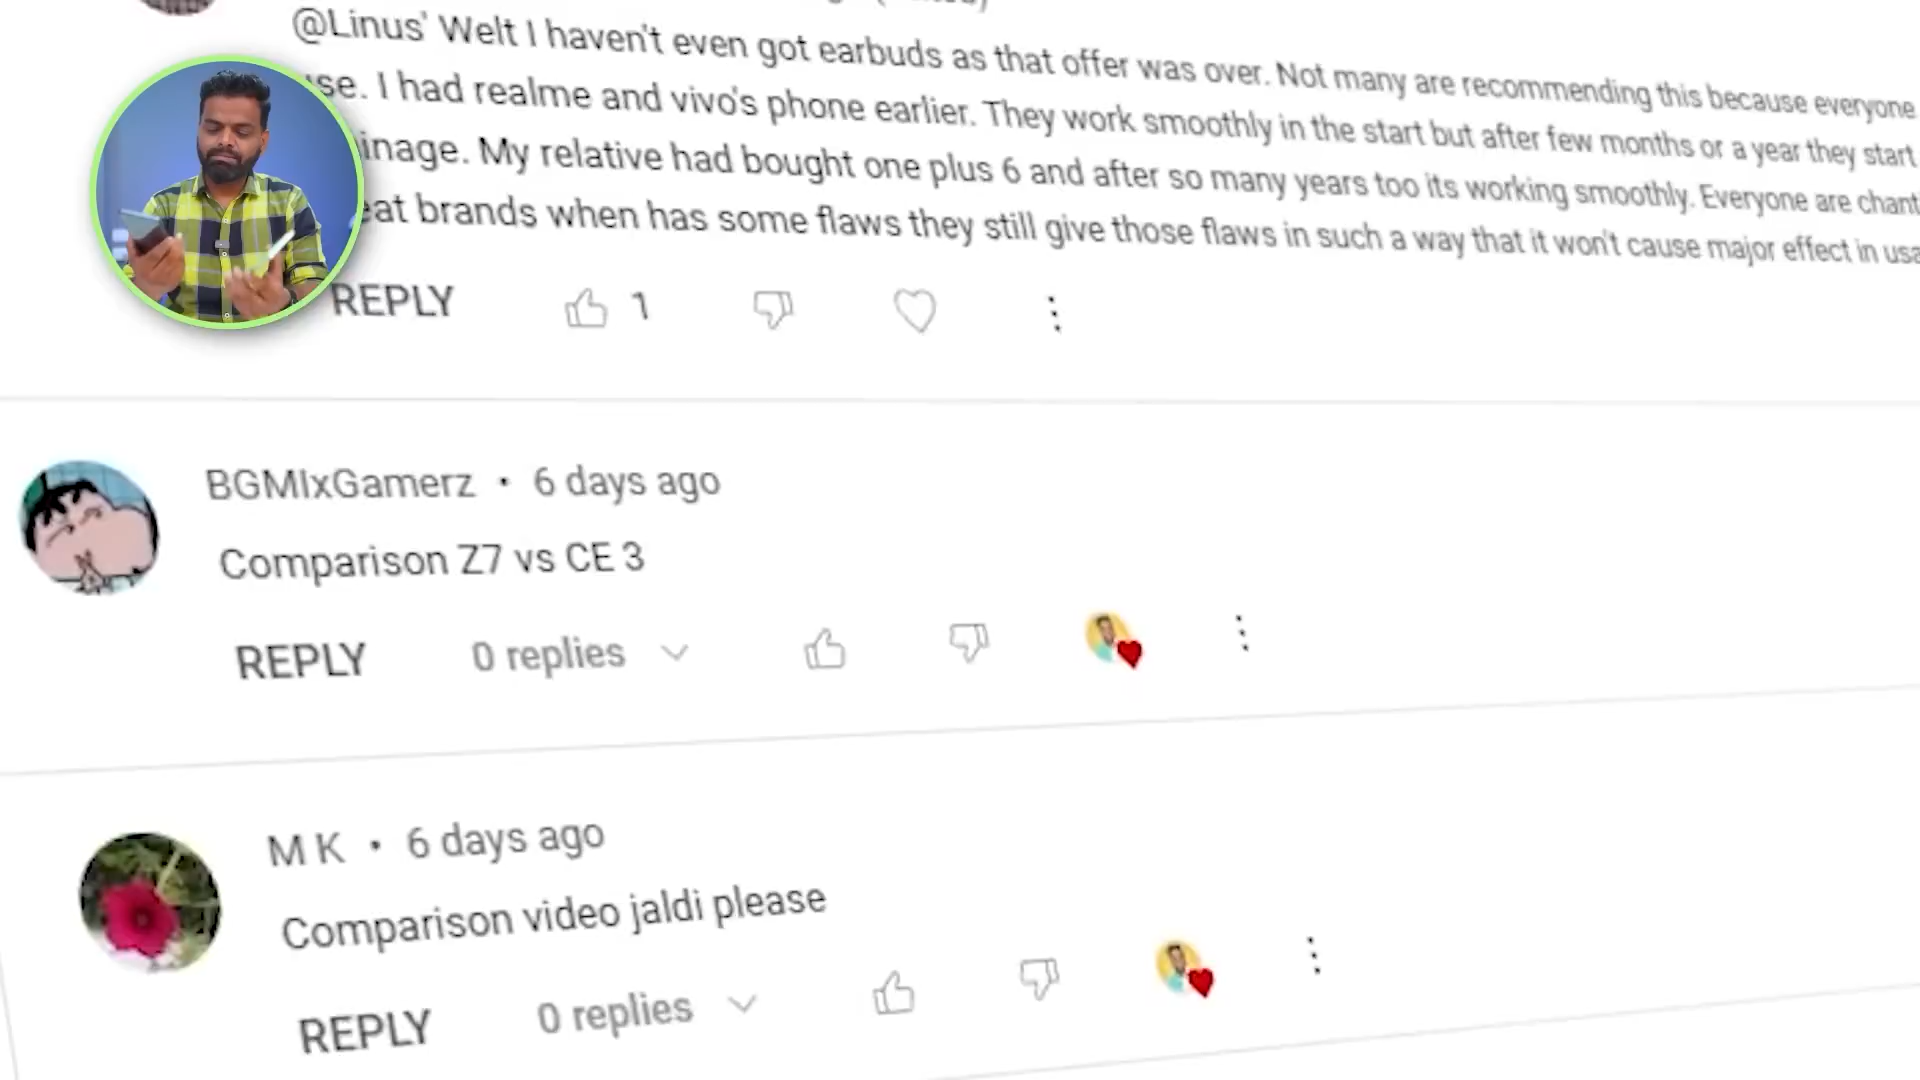 @Linus' Welt I haven't even got earbuds as that offer was over. Not many are recommending this because everyone
use. I had realme and vivo's phone earlier. They work smoothly in the start but after few months or a year they start
inage. My relative had bought one plus 6 and after so many years too its working smoothly. Everyone are chant
eat brands when has some flaws they still give those flaws in such a way that it won't cause major effect in usa
REPLY 1
BGMIxGamerz • 6 days ago
Comparison Z7 vs CE 3
REPLY 0 replies
M K • 6 days ago
Comparison video jaldi please
REPLY 0 replies